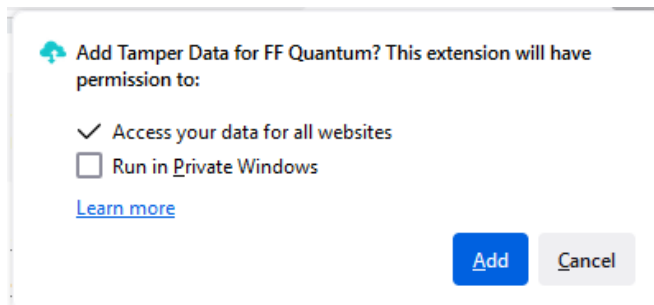 Add Tamper Data for FF Quantum? This extension will have
permission to:
Access your data for all websites
Run in Private Windows
Learn more
Add
Cancel